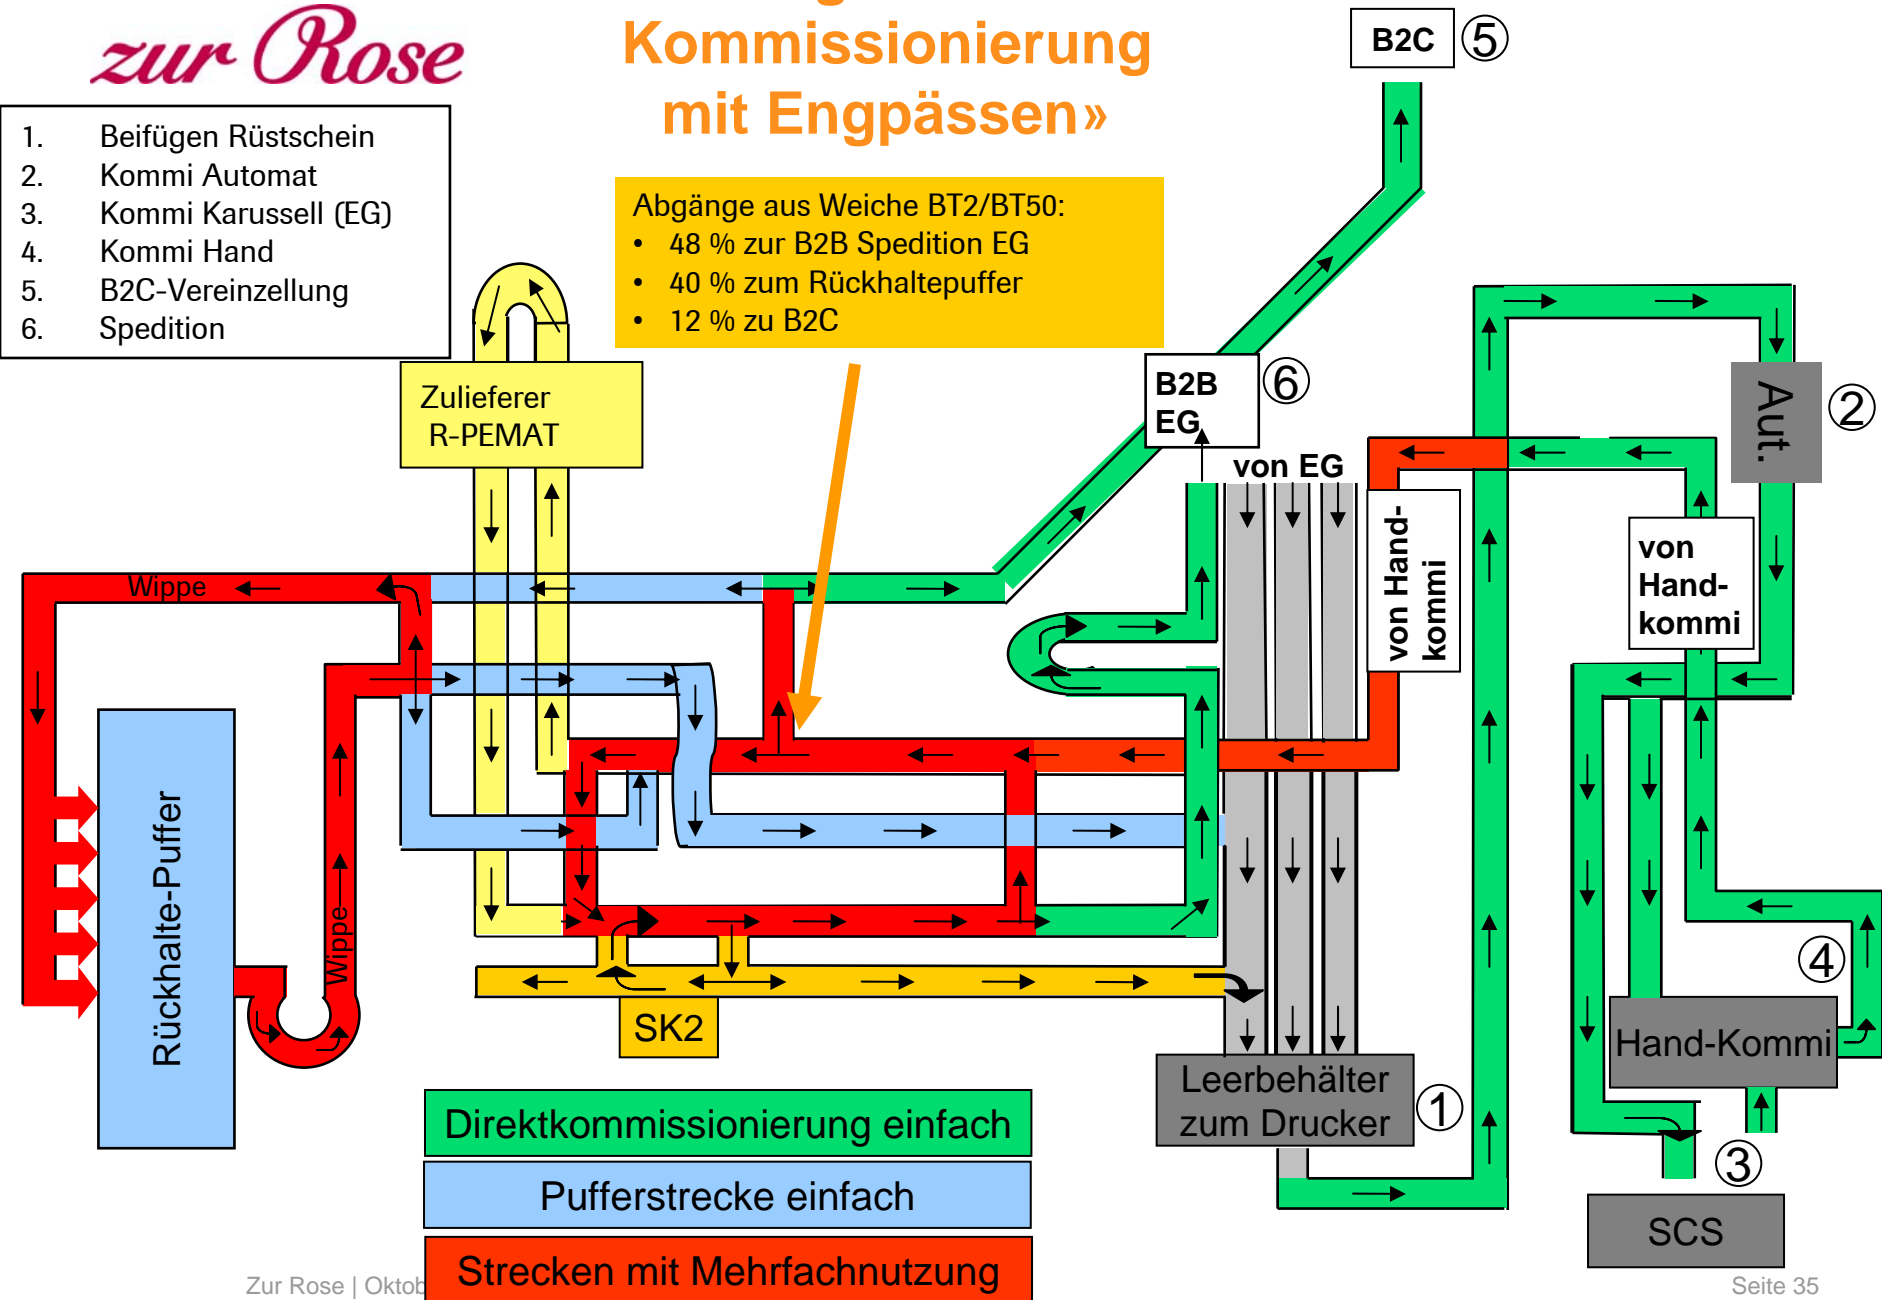 zur Rose
Kommissionierung
mit Engpässen»
B2C
5
1. Beifügen Rüstschein
2. Kommi Automat
3. Kommi Karussell (EG)
4. Kommi Hand
5. B2C-Vereinzellung
6. Spedition
Abgänge aus Weiche BT2/BT50:
• 48 % zur B2B Spedition EG
• 40 % zum Rückhaltepuffer
• 12 % zu B2C
Zulieferer
R-PEMAT
B2B
EG
6
Aut.
2
von EG
von Hand-
kommi
von
Hand-
kommi
Wippe
Rückhalte-Puffer
Wippe
SK2
4
Hand-Kommi
Leerbehälter
zum Drucker
1
3
SCS
Direktkommissionierung einfach
Pufferstrecke einfach
Strecken mit Mehrfachnutzung
Zur Rose | Oktob
Seite 35